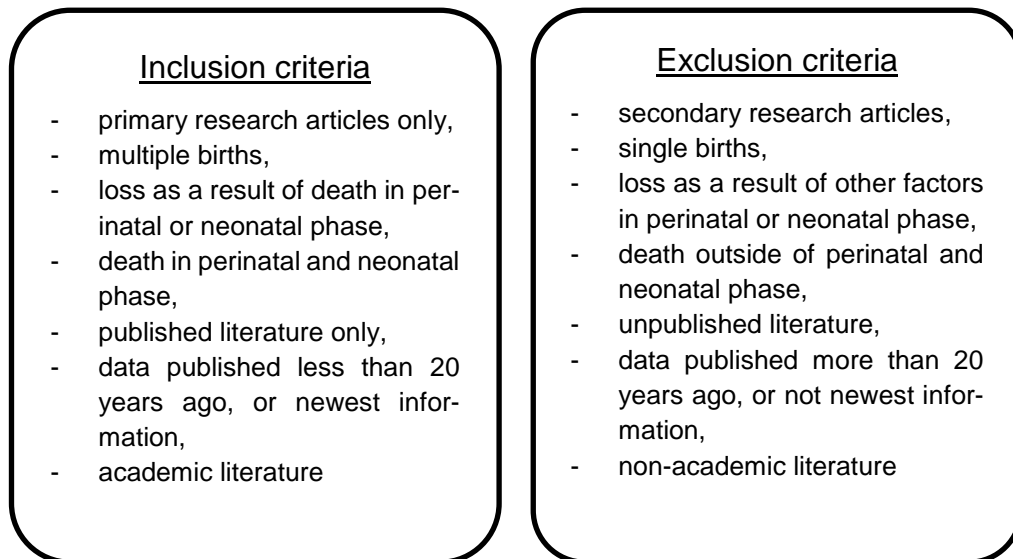 Inclusion criteria
- primary research articles only,
- multiple births,
- loss as a result of death in per-
inatal or neonatal phase,
- death in perinatal and neonatal
phase,
- published literature only,
- data published less than 20
years ago, or newest infor-
mation,
- academic literature
Exclusion criteria
- secondary research articles,
- single births,
- loss as a result of other factors
in perinatal or neonatal phase,
- death outside of perinatal and
neonatal phase,
- unpublished literature,
- data published more than 20
years ago, or not newest infor-
mation,
- non-academic literature